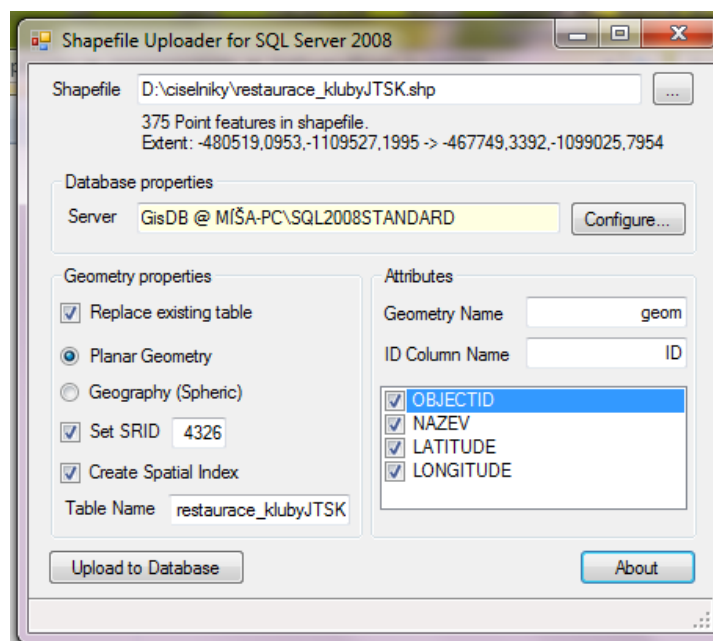 Shapefile Uploader for SQL Server 2008
Shapefile D:\ciselniky\restaurace_klubyJTSK.shp ...
375 Point features in shapefile.
Extent: -480519,0953,-1109527,1995 -> -467749,3392,-1099025,7954
Database properties
Server GisDB @ MÍŠA-PC\SQL2008STANDARD Configure...
Geometry properties
Replace existing table
Planar Geometry
Geography (Spheric)
Set SRID 4326
Create Spatial Index
Table Name restaurace_klubyJTSK
Attributes
Geometry Name geom
ID Column Name ID
OBJECTID
NAZEV
LATITUDE
LONGITUDE
Upload to Database
About